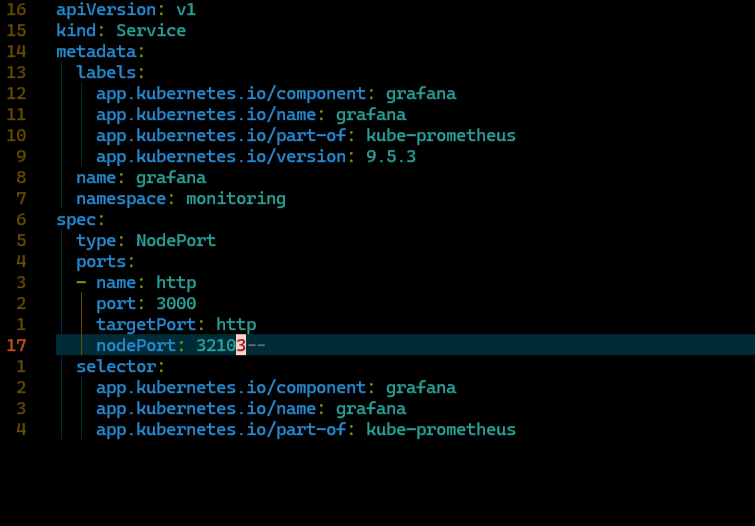 16 apiVersion: v1
15 kind: Service
14 metadata:
13   labels:
12     app.kubernetes.io/component: grafana
11     app.kubernetes.io/name: grafana
10     app.kubernetes.io/part-of: kube-prometheus
9     app.kubernetes.io/version: 9.5.3
8   name: grafana
7   namespace: monitoring
6 spec:
5   type: NodePort
4   ports:
3   - name: http
2     port: 3000
1     targetPort: http
17     nodePort: 32103--
1   selector:
2     app.kubernetes.io/component: grafana
3     app.kubernetes.io/name: grafana
4     app.kubernetes.io/part-of: kube-prometheus